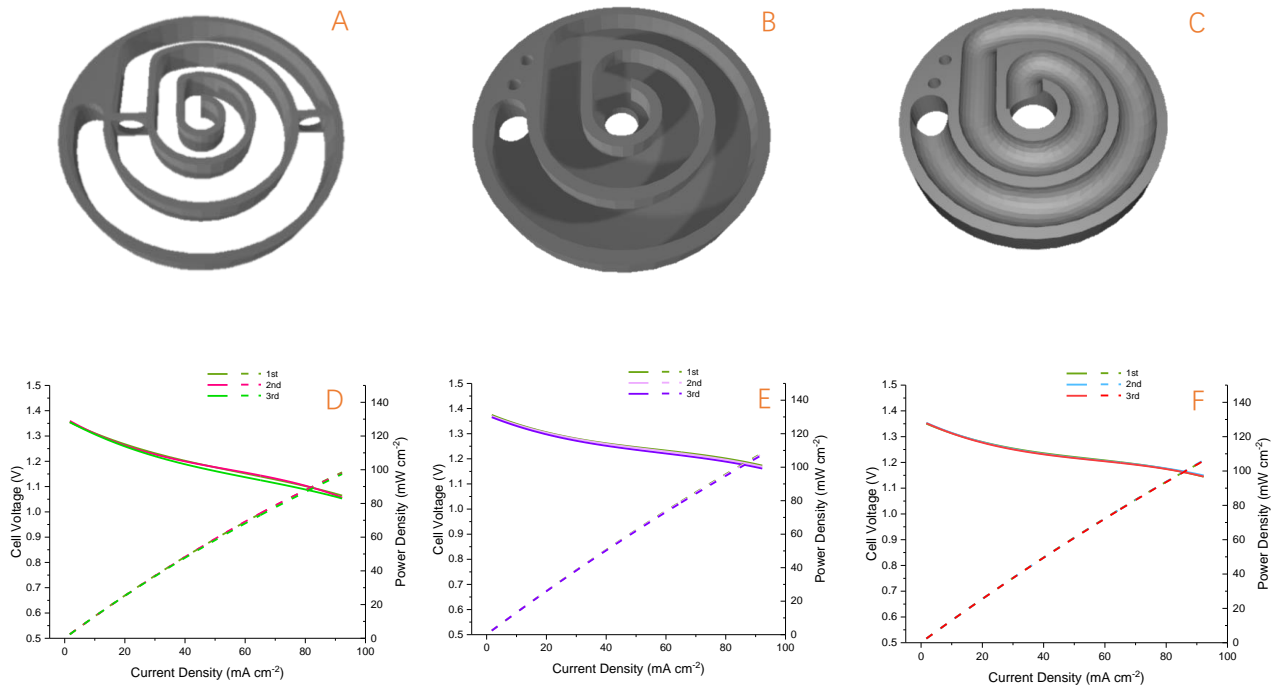 A
B
C
1st
2nd
3rd
D
1.5
1.4
1.3
1.2
1.1
1.0
0.9
0.8
0.7
0.6
0.5
Cell Voltage (V)
140
120
100
80
60
40
20
0
Power Density (mW cm-2)
0 20 40 60 80 100
Current Density (mA cm-2)
1st
2nd
3rd
E
1.5
1.4
1.3
1.2
1.1
1.0
0.9
0.8
0.7
0.6
0.5
Cell Voltage (V)
140
120
100
80
60
40
20
0
Power Density (mW cm-2)
0 20 40 60 80 100
Current Density (mA cm-2)
1st
2nd
3rd
F
1.5
1.4
1.3
1.2
1.1
1.0
0.9
0.8
0.7
0.6
0.5
Cell Voltage (V)
140
120
100
80
60
40
20
0
Power Density (mW cm-2)
0 20 40 60 80 100
Current Density (mA cm-2)